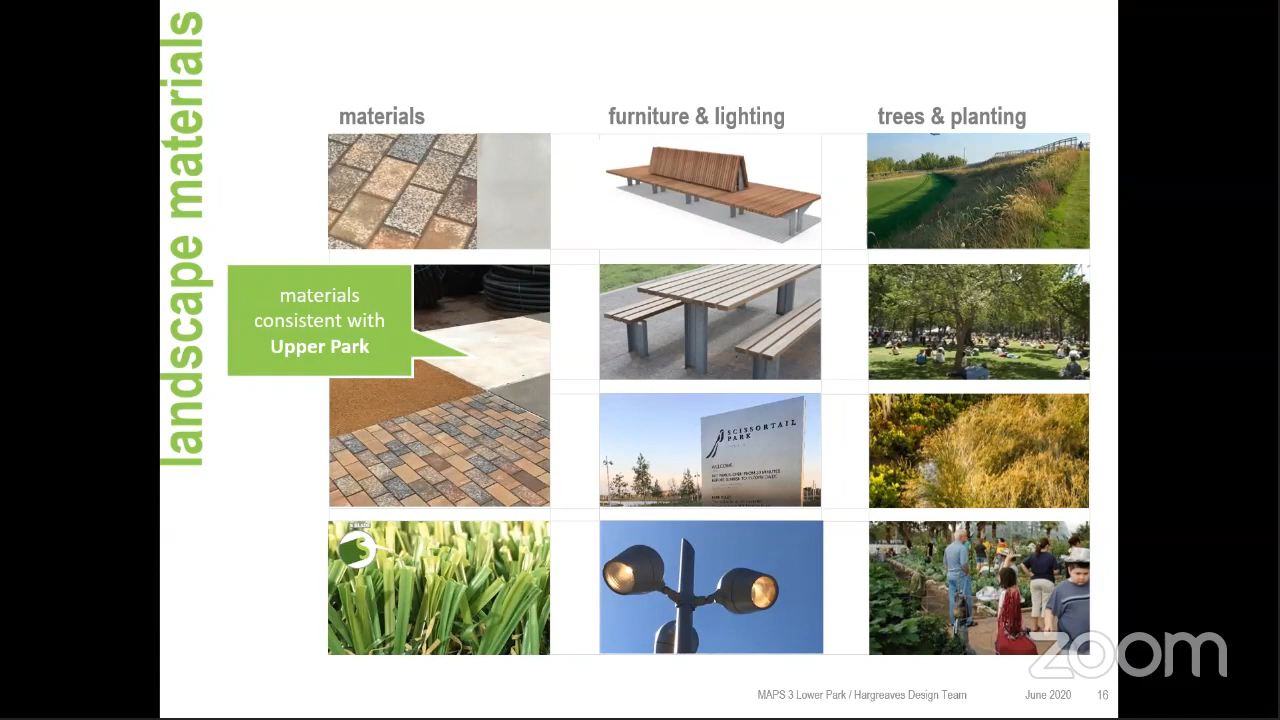 landscape materials
materials
furniture & lighting
trees & planting
materials
consistent with
Upper Park
SCISSORTAIL
PARK
WELCOME
S BLADE
S
zoom
MAPS 3 Lower Park / Hargreaves Design Team
June 2020
16